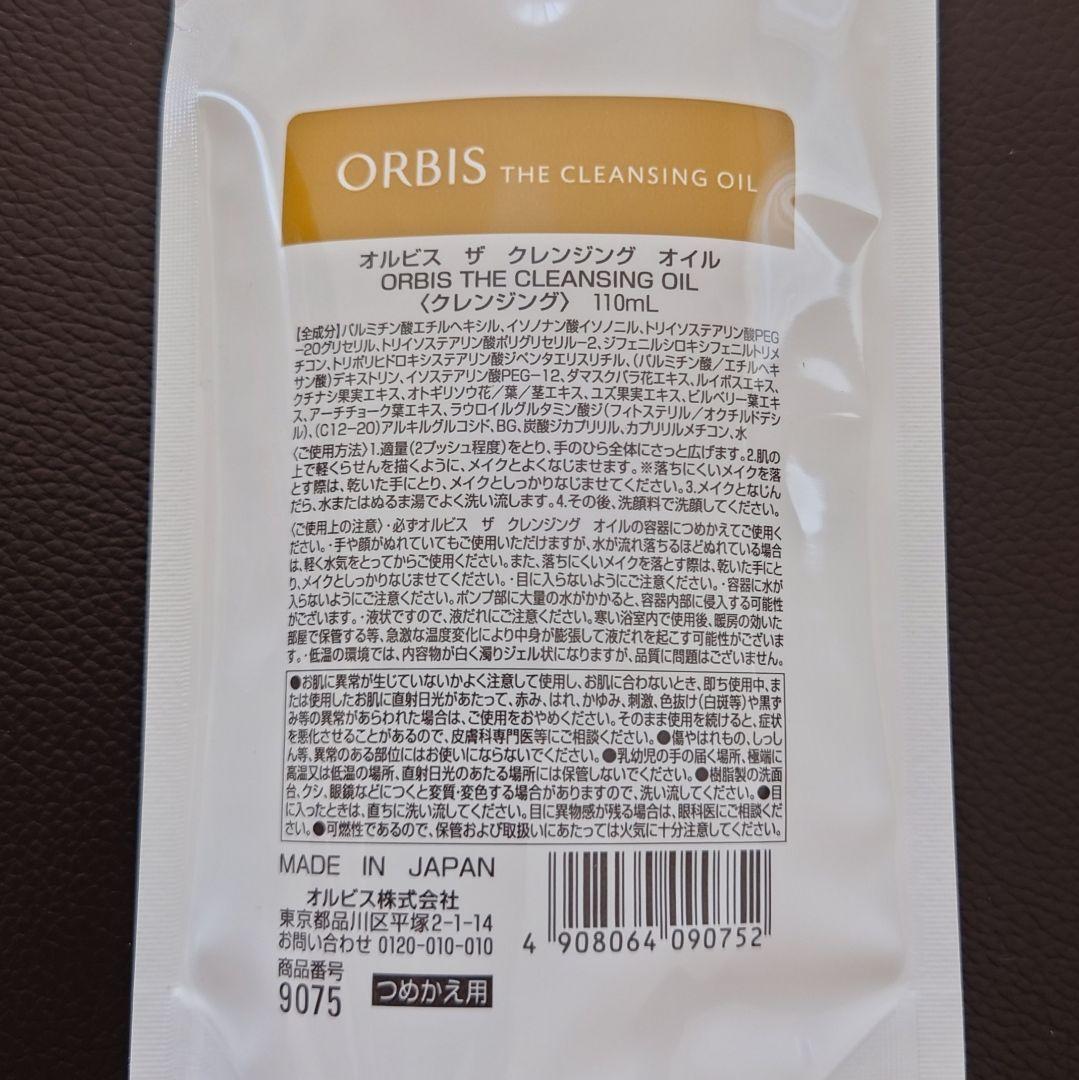 ORBIS THE CLEANSING OIL
オルビス ザ クレンジング オイル
ORBIS THE CLEANSING OIL
〈クレンジング〉 110mL
【全成分】パルミチン酸エチルヘキシル、イソノナン酸イソノニル、トリイソステアリン酸PEG
-20グリセリル、トリイソステアリン酸ポリグリセリル-2、ジフェニルシロキシフェニルトリメ
チコン、トリポリヒドロキシステアリン酸ジペンタエリスリチル、(パルミチン酸/エチルヘキ
サン酸)デキストリン、イソステアリン酸PEG-12、ダマスクバラ花エキス、ルイボスエキス、
クチナシ果実エキス、オトギリソウ花/葉/茎エキス、ユズ果実エキス、ビルベリー葉エキ
ス、アーチチョーク葉エキス、ラウロイルグルタミン酸ジ(フィトステリル/オクチルドデシ
ル)、(C12-20)アルキルグルコシド、BG、炭酸ジカプリリル、カプリリルメチコン、水
〈ご使用方法〉1.適量(2プッシュ程度)をとり、手のひら全体にさっと広げます。2.肌の
上で軽くらせんを描くように、メイクとよくなじませます。※落ちにくいメイクを落
とす際は、乾いた手にとり、メイクとしっかりなじませてください。3.メイクとなじん
だら、水またはぬるま湯でよく洗い流します。4.その後、洗顔料で洗顔してください。
〈ご使用上の注意〉・必ずオルビス ザ クレンジング オイルの容器につめかえてご使用く
ださい。・手や顔がぬれていてもご使用いただけますが、水が流れ落ちるほどぬれている場合
は、軽く水気をとってからご使用ください。また、落ちにくいメイクを落とす際は、乾いた手にと
り、メイクとしっかりなじませてください。・目に入らないようにご注意ください。・容器に水が
入らないようにご注意ください。ポンプ部に大量の水がかかると、容器内部に侵入する可能性
がございます。・液状ですので、液だれにご注意ください。寒い浴室内で使用後、暖房の効いた
部屋で保管する等、急激な温度変化により中身が膨張して液だれを起こす可能性がございま
す。・低温の環境では、内容物が白く濁りジェル状になりますが、品質に問題はございません。
●お肌に異常が生じていないかよく注意して使用し、お肌に合わないとき、即ち使用中、ま
たは使用したお肌に直射日光があたって、赤み、はれ、かゆみ、刺激、色抜け(白斑等)や黒ず
み等の異常があらわれた場合は、ご使用をおやめください。そのまま使用を続けると、症状
を悪化させることがあるので、皮膚科専門医等にご相談ください。●傷やはれもの、しっし
ん等、異常のある部位にはお使いにならないでください。●乳幼児の手の届く場所、極端に
高温又は低温の場所、直射日光のあたる場所には保管しないでください。●樹脂製の洗面
台、クシ、眼鏡などにつくと変質・変色する場合がありますので、洗い流してください。●目
に入ったときは、直ちに洗い流してください。目に異物感が残る場合は、眼科医にご相談くだ
さい。●可燃性であるので、保管および取扱いにあたっては火気に十分注意してください。
MADE IN JAPAN
オルビス株式会社
東京都品川区平塚2-1-14
お問い合わせ 0120-010-010
商品番号
9075
つめかえ用
4 908064 090752